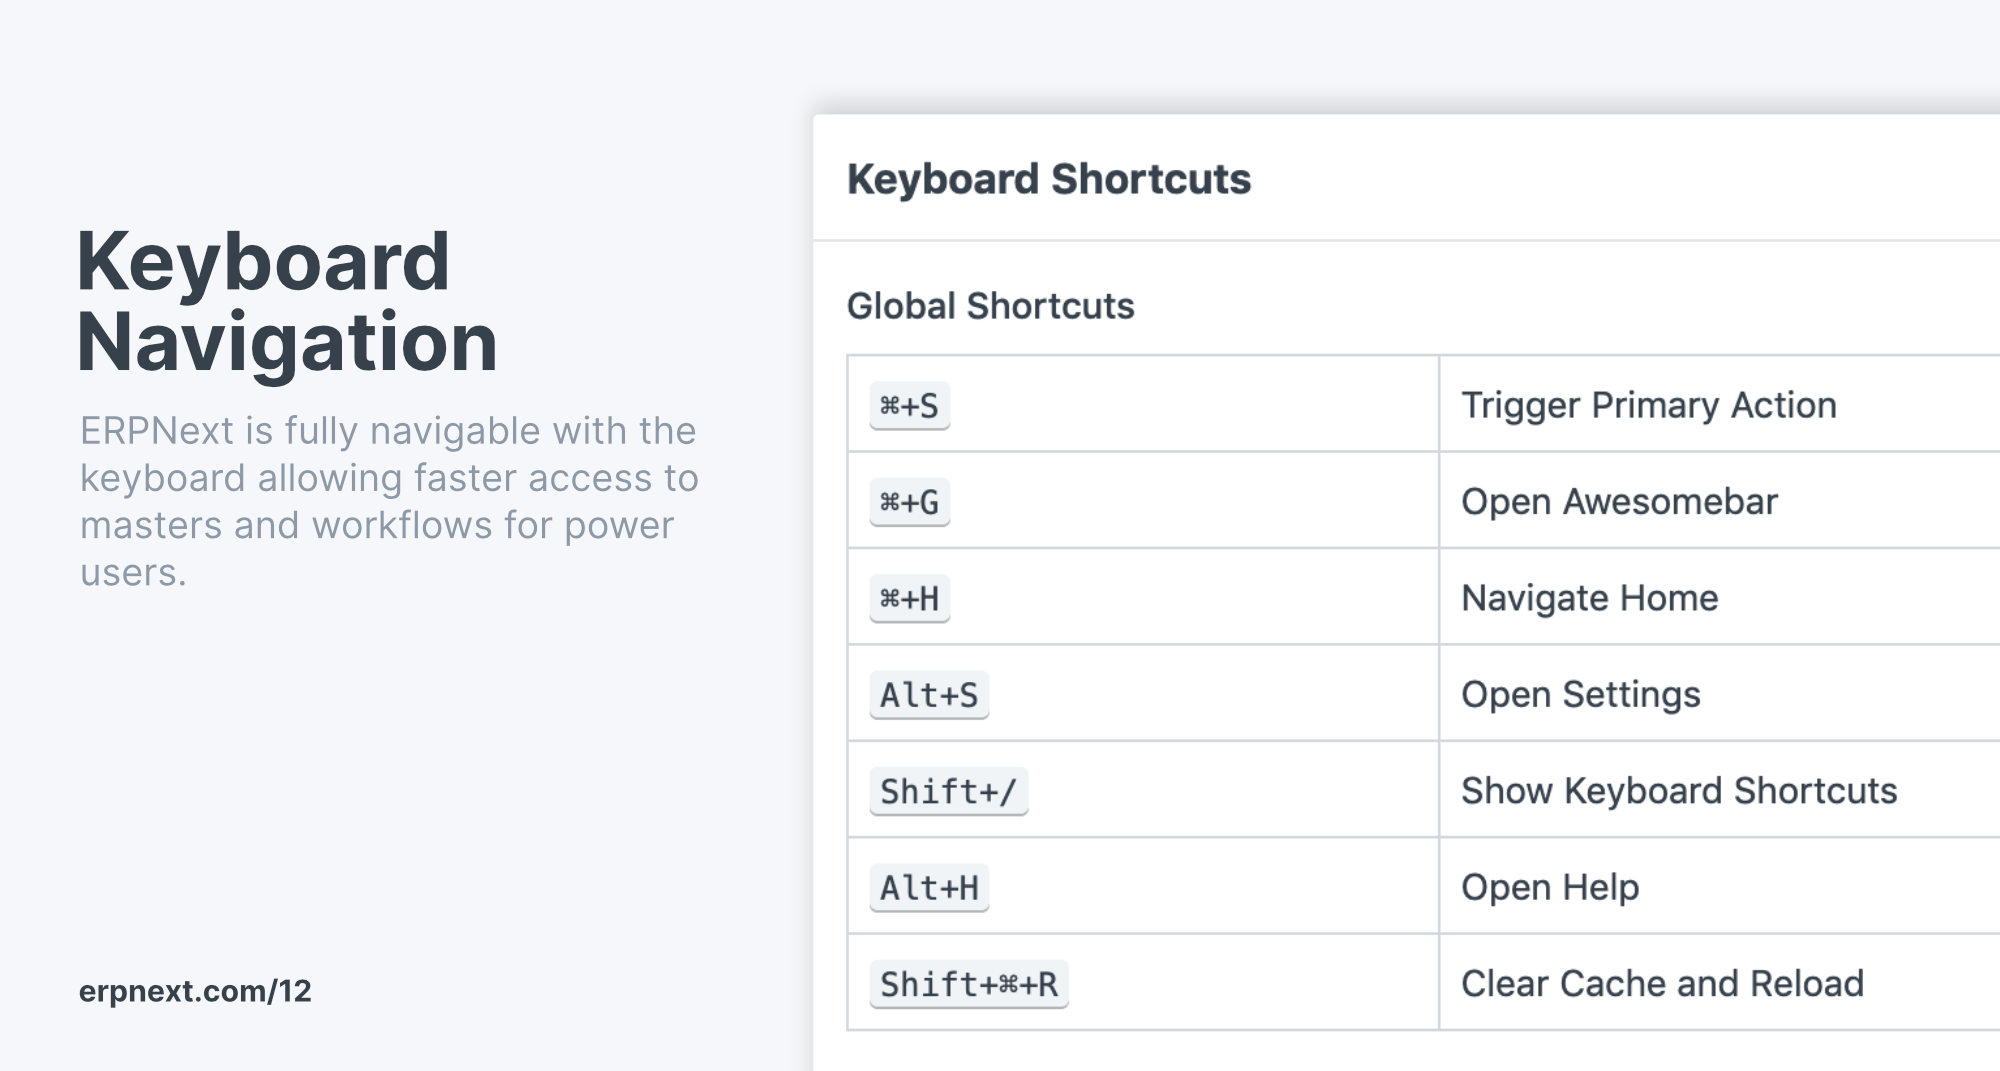 Keyboard
Navigation
ERPNext is fully navigable with the
keyboard allowing faster access to
masters and workflows for power
users.
erpnext.com/12
Keyboard Shortcuts
Global Shortcuts
⌘+S Trigger Primary Action
⌘+G Open Awesomebar
⌘+H Navigate Home
Alt+S Open Settings
Shift+/ Show Keyboard Shortcuts
Alt+H Open Help
Shift+⌘+R Clear Cache and Reload